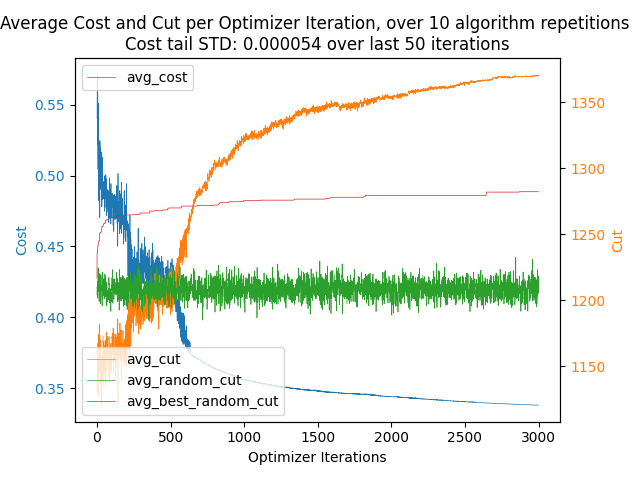 Average Cost and Cut per Optimizer Iteration, over 10 algorithm repetitions
Cost tail STD: 0.000054 over last 50 iterations
avg_cost
0.55
0.50
0.45
0.40
0.35
Cost
1350
1300
1250
1200
1150
Cut
avg_cut
avg_random_cut
avg_best_random_cut
0 500 1000 1500 2000 2500 3000
Optimizer Iterations